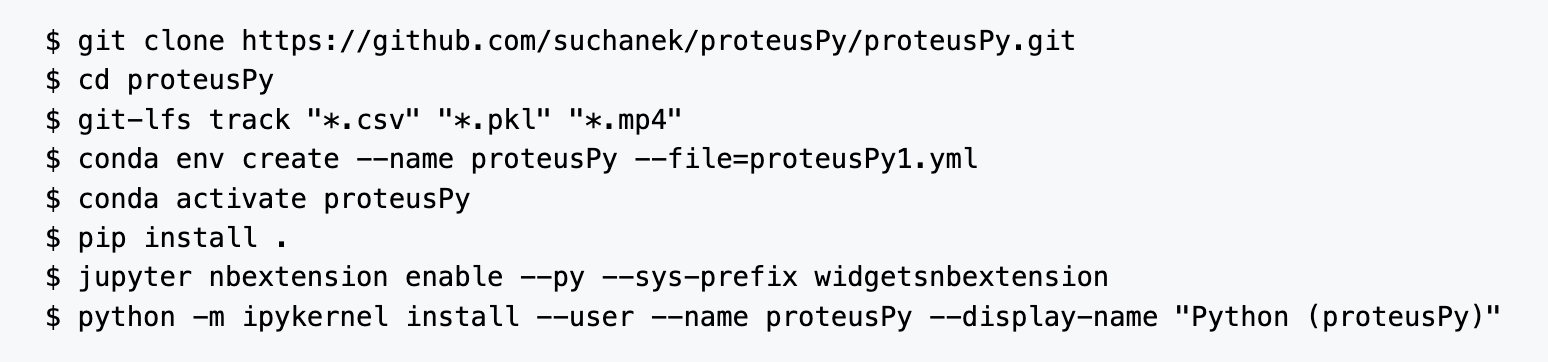 $ git clone https://github.com/suchanek/proteusPy/proteusPy.git
$ cd proteusPy
$ git-lfs track "*.csv" "*.pkl" "*.mp4"
$ conda env create --name proteusPy --file=proteusPy1.yml
$ conda activate proteusPy
$ pip install .
$ jupyter nbextension enable --py --sys-prefix widgetsnbextension
$ python -m ipykernel install --user --name proteusPy --display-name "Python (proteusPy)"